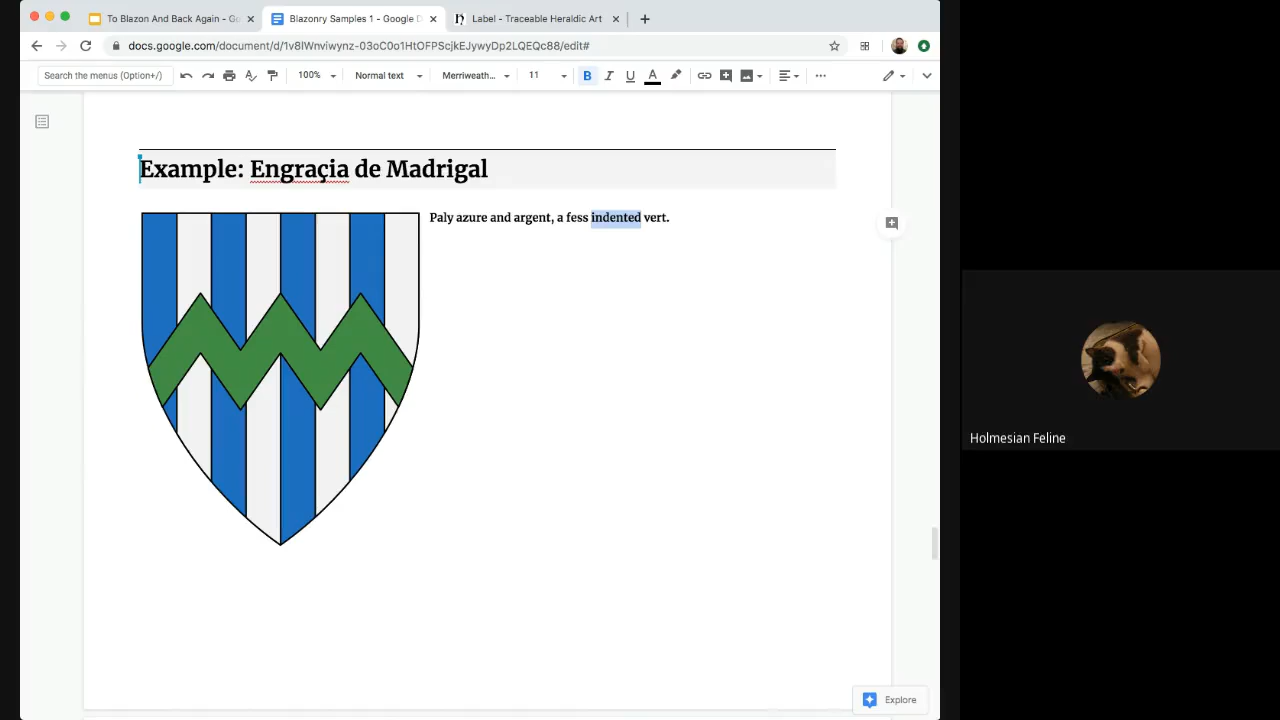 To Blazon And Back Again - Go
Blazonry Samples 1 - Google D
Label - Traceable Heraldic Art
docs.google.com/document/d/1v8lWnviwynz-03oC0o1HtOFPScjkEJywyDp2LQEQc88/edit#
Search the menus (Option+/)
100%
Normal text
Merriweath...
11
B
I
U
A
Example: Engraçia de Madrigal
Paly azure and argent, a fess indented vert.
Holmesian Feline
Explore